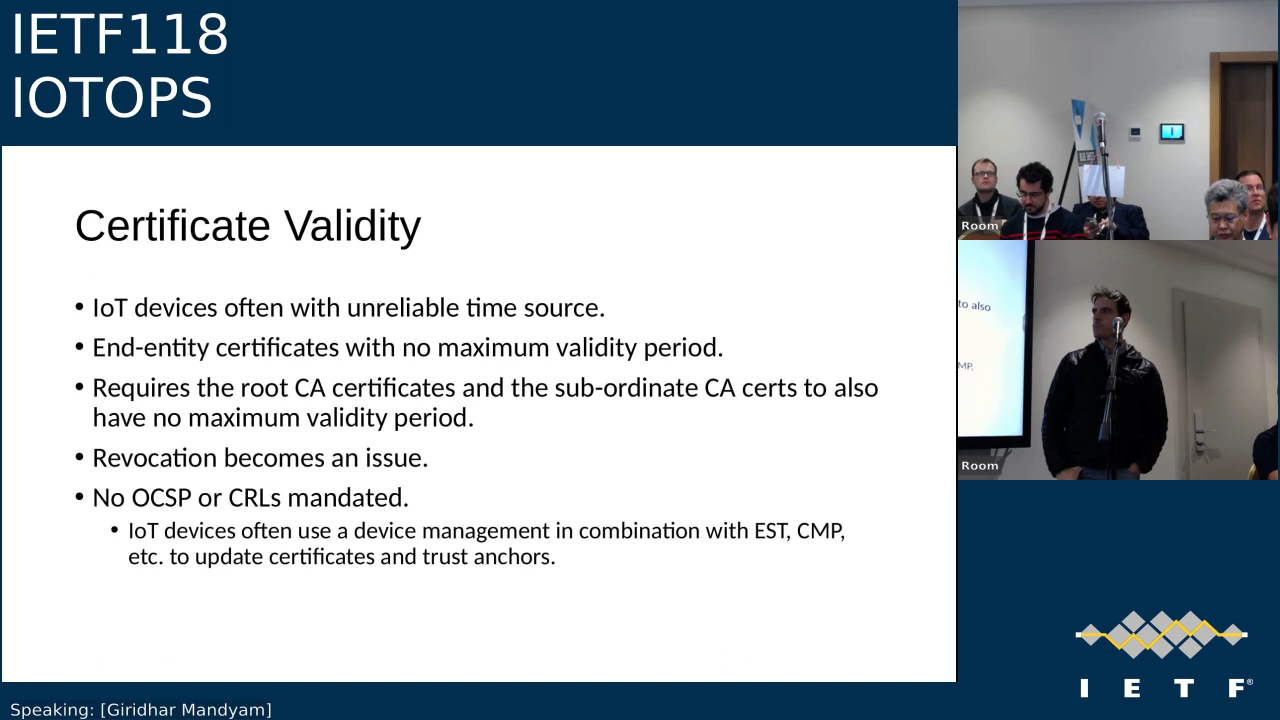 IETF118
IOTOPS
Certificate Validity
• IoT devices often with unreliable time source.
• End-entity certificates with no maximum validity period.
• Requires the root CA certificates and the sub-ordinate CA certs to also
have no maximum validity period.
• Revocation becomes an issue.
• No OCSP or CRLs mandated.
• IoT devices often use a device management in combination with EST, CMP,
etc. to update certificates and trust anchors.
Room
to also
MP,
Room
I E T F®
Speaking: [Giridhar Mandyam]